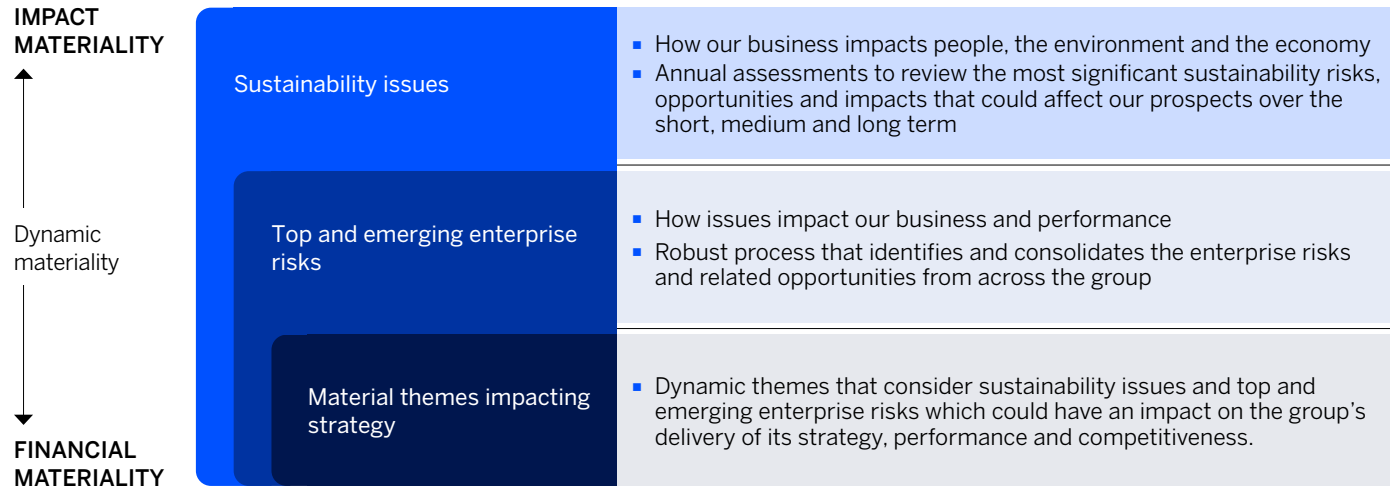 IMPACT
MATERIALITY
Dynamic
materiality
FINANCIAL
MATERIALITY
Sustainability issues
▪ How our business impacts people, the environment and the economy
▪ Annual assessments to review the most significant sustainability risks,
opportunities and impacts that could affect our prospects over the
short, medium and long term
Top and emerging enterprise
risks
▪ How issues impact our business and performance
▪ Robust process that identifies and consolidates the enterprise risks
and related opportunities from across the group
Material themes impacting
strategy
▪ Dynamic themes that consider sustainability issues and top and
emerging enterprise risks which could have an impact on the group’s
delivery of its strategy, performance and competitiveness.